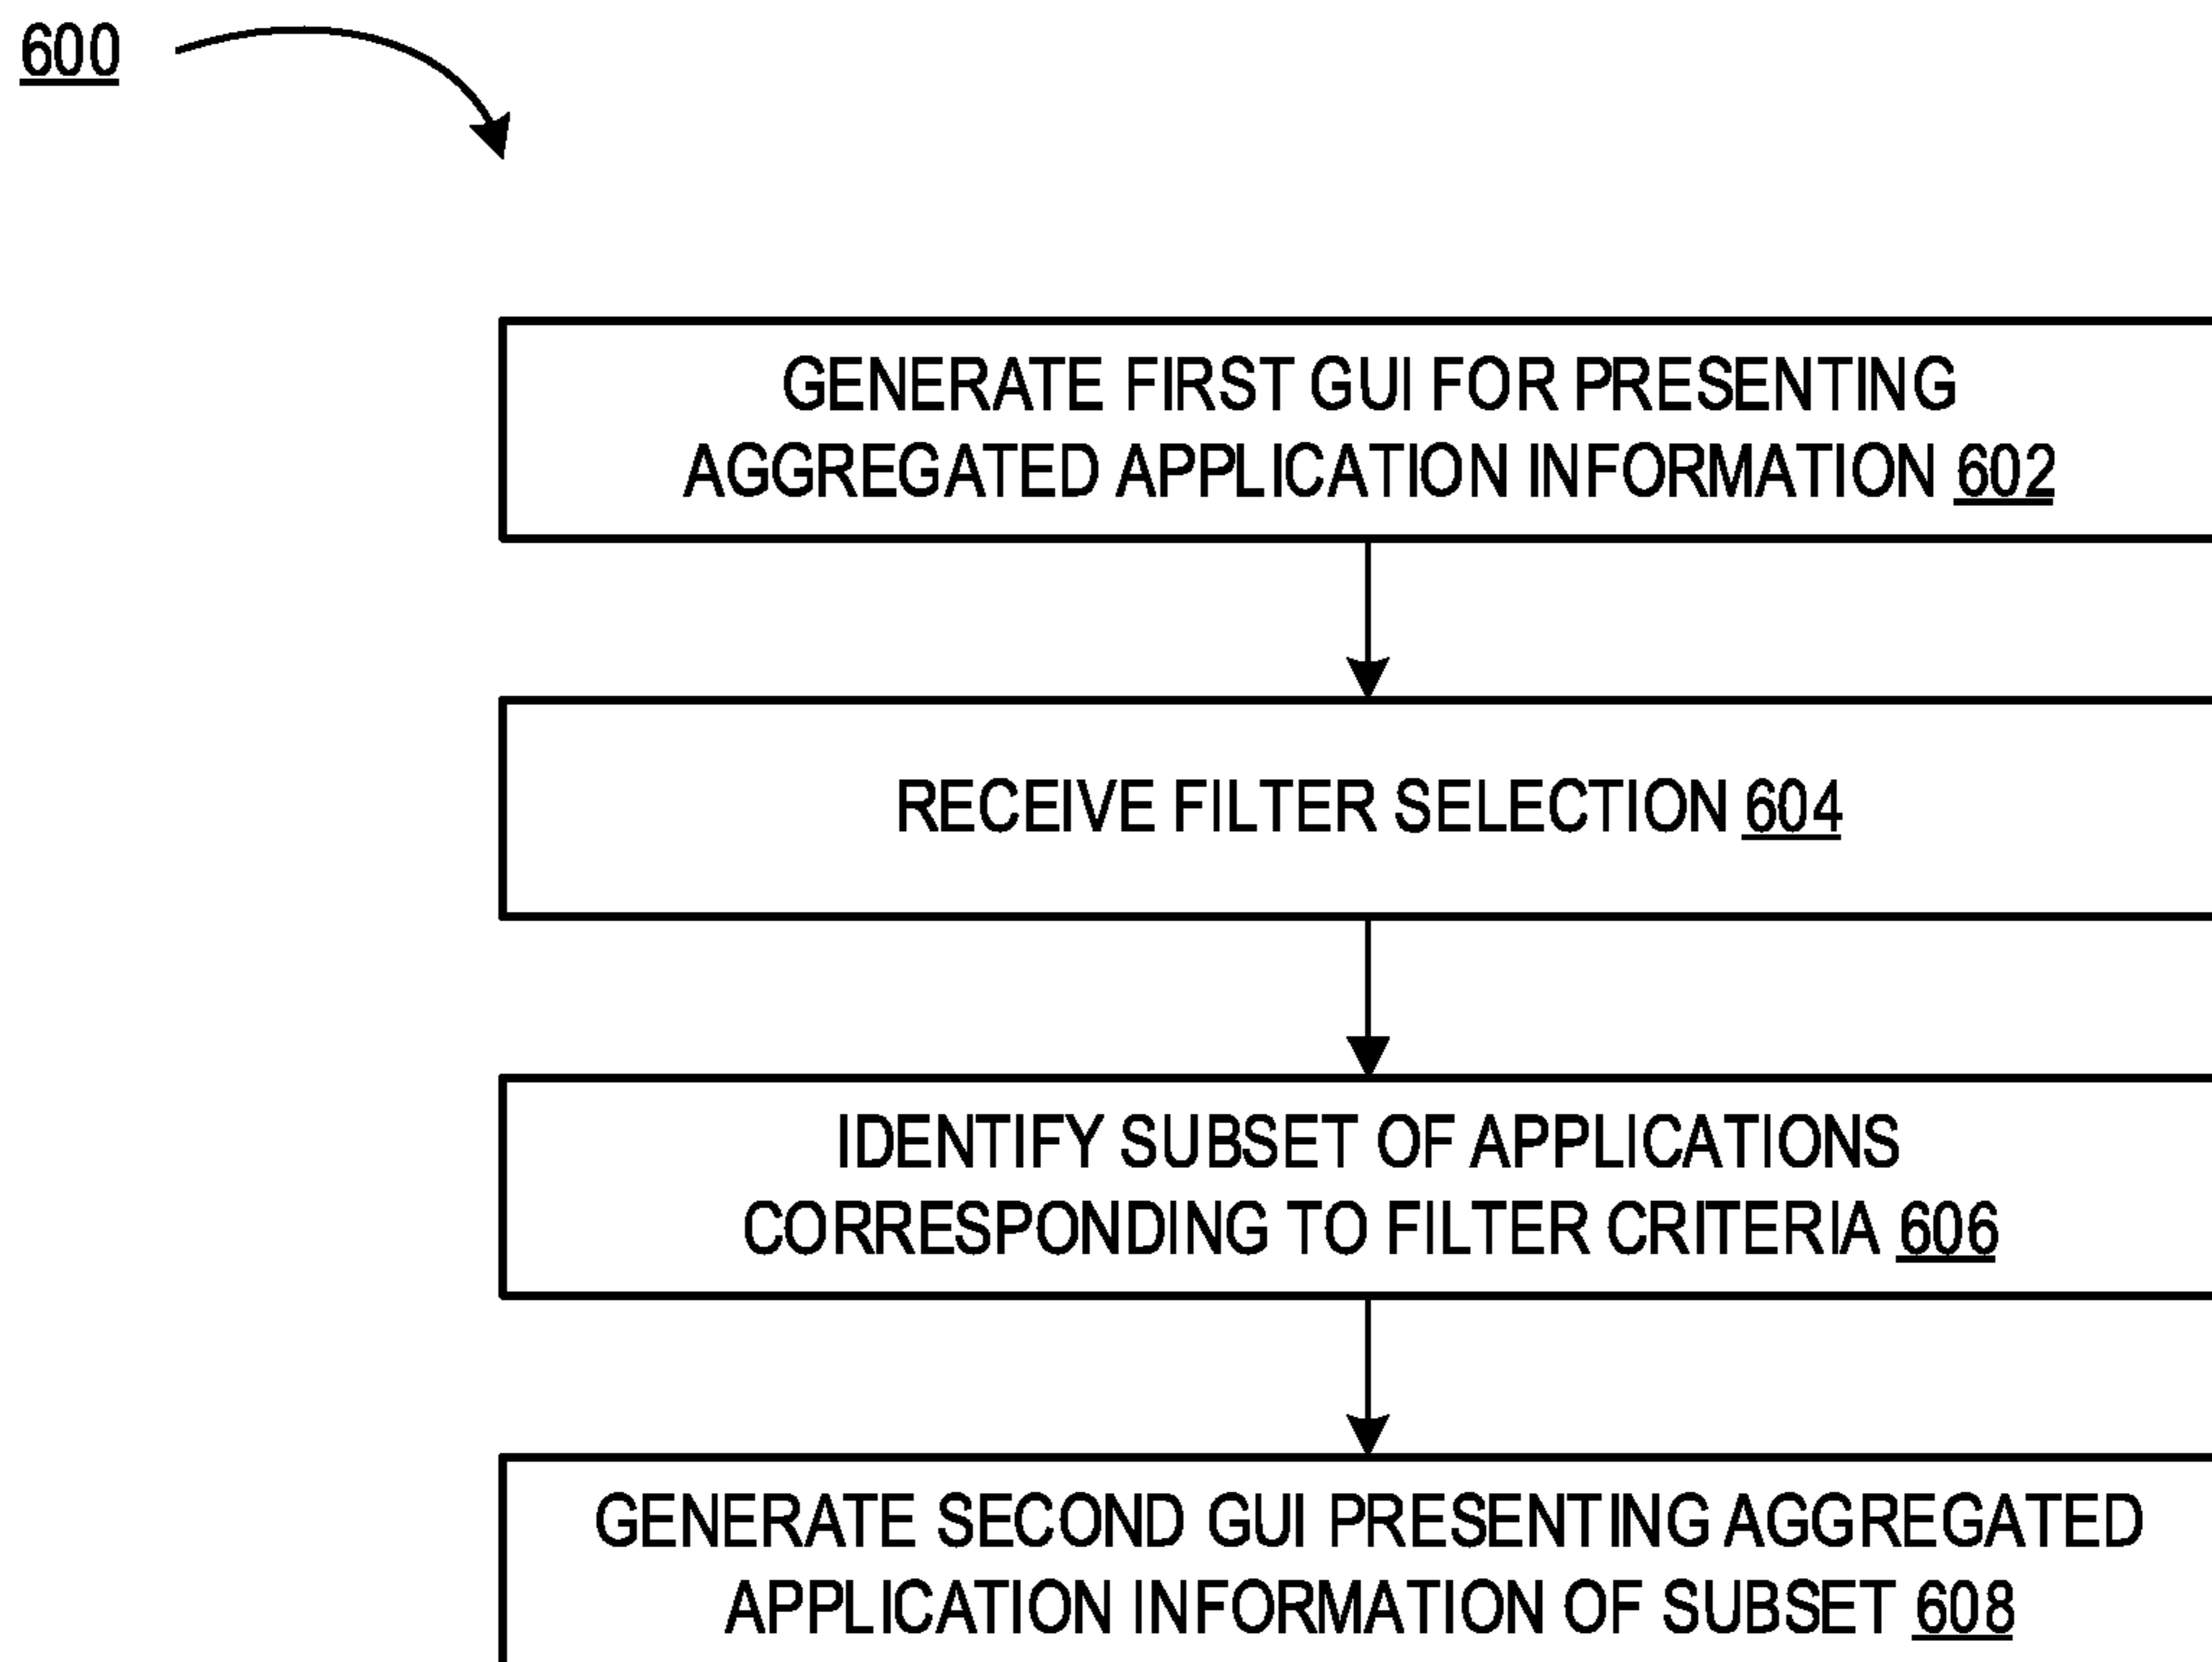 600
GENERATE FIRST GUI FOR PRESENTING
AGGREGATED APPLICATION INFORMATION 602
RECEIVE FILTER SELECTION 604
IDENTIFY SUBSET OF APPLICATIONS
CORRESPONDING TO FILTER CRITERIA 606
GENERATE SECOND GUI PRESENTING AGGREGATED
APPLICATION INFORMATION OF SUBSET 608